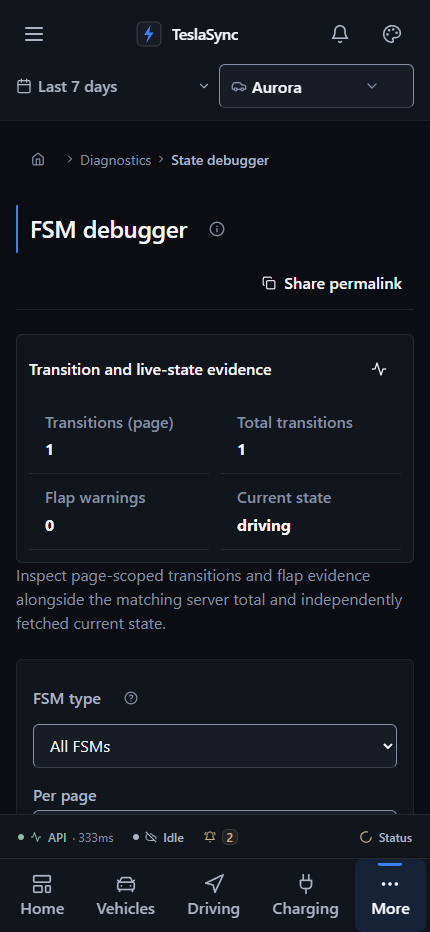 TeslaSync
Last 7 days
Aurora
Diagnostics
State debugger
FSM debugger
Share permalink
Transition and live-state evidence
Transitions (page)
Total transitions
1
1
Flap warnings
Current state
0
driving
Inspect page-scoped transitions and flap evidence
alongside the matching server total and independently
fetched current state.
FSM type
All FSMs
Per page
API · 333ms
Idle
2
Status
Home
Vehicles
Driving
Charging
More